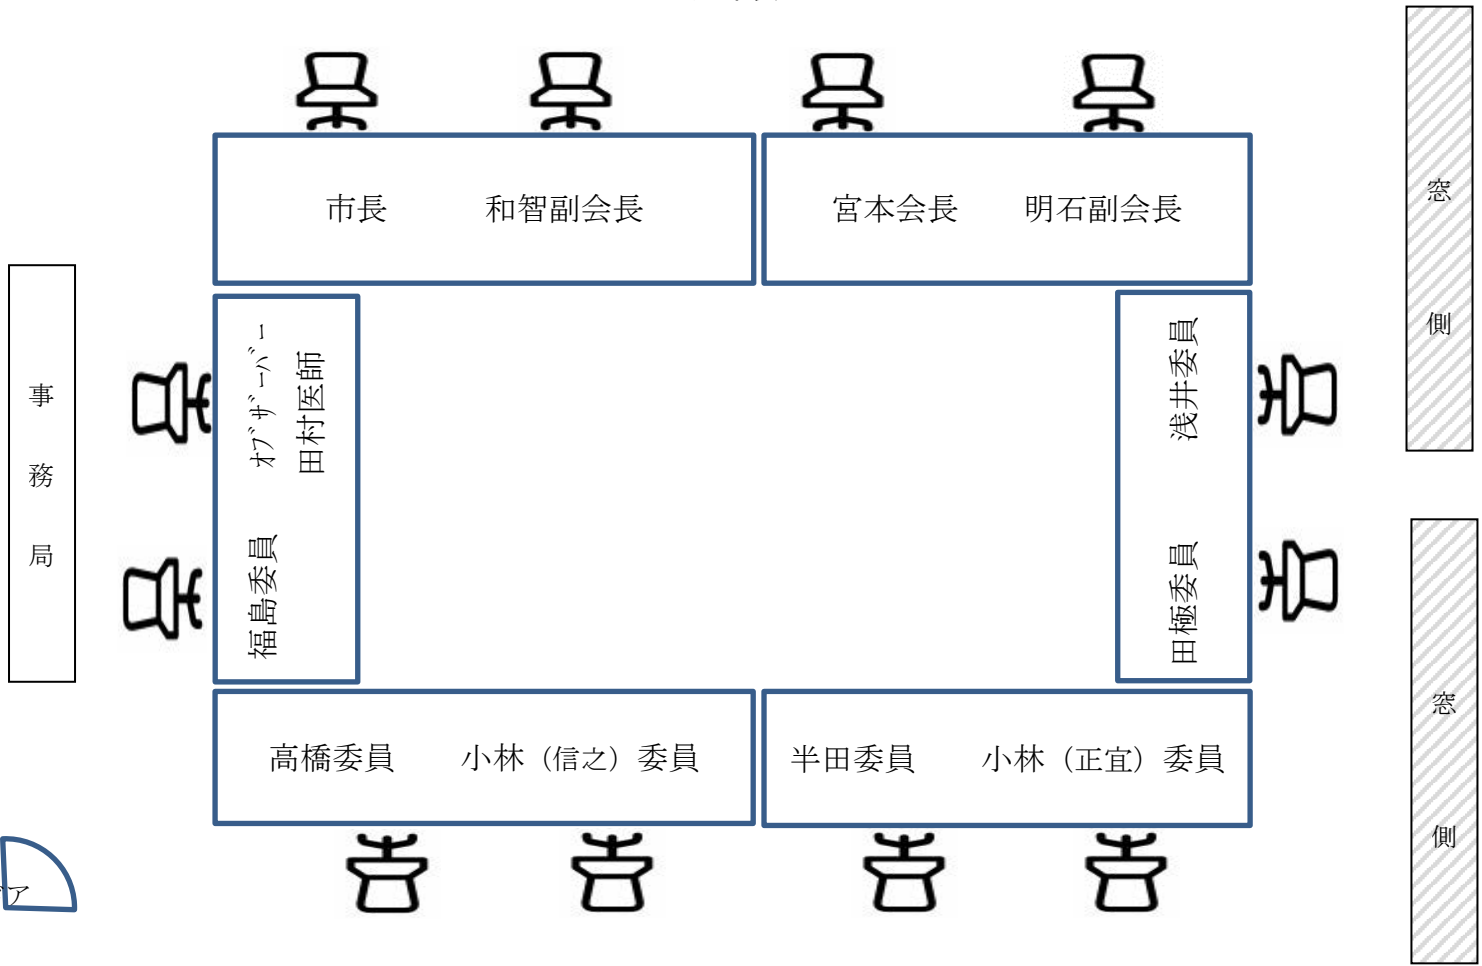 市長 和智副会長 宮本会長 明石副会長
窓側
事務局
ｵﾌﾞｻﾞｰﾊﾞｰ
田村医師
福島委員
浅井委員
田極委員
高橋委員 小林（信之）委員 半田委員 小林（正宜）委員
窓側
ア